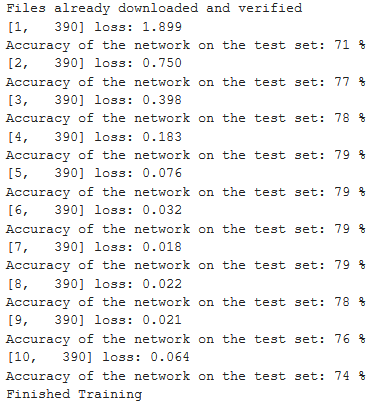 Files already downloaded and verified
[1,   390] loss: 1.899
Accuracy of the network on the test set: 71 %
[2,   390] loss: 0.750
Accuracy of the network on the test set: 77 %
[3,   390] loss: 0.398
Accuracy of the network on the test set: 78 %
[4,   390] loss: 0.183
Accuracy of the network on the test set: 79 %
[5,   390] loss: 0.076
Accuracy of the network on the test set: 79 %
[6,   390] loss: 0.032
Accuracy of the network on the test set: 79 %
[7,   390] loss: 0.018
Accuracy of the network on the test set: 79 %
[8,   390] loss: 0.022
Accuracy of the network on the test set: 78 %
[9,   390] loss: 0.021
Accuracy of the network on the test set: 76 %
[10,   390] loss: 0.064
Accuracy of the network on the test set: 74 %
Finished Training